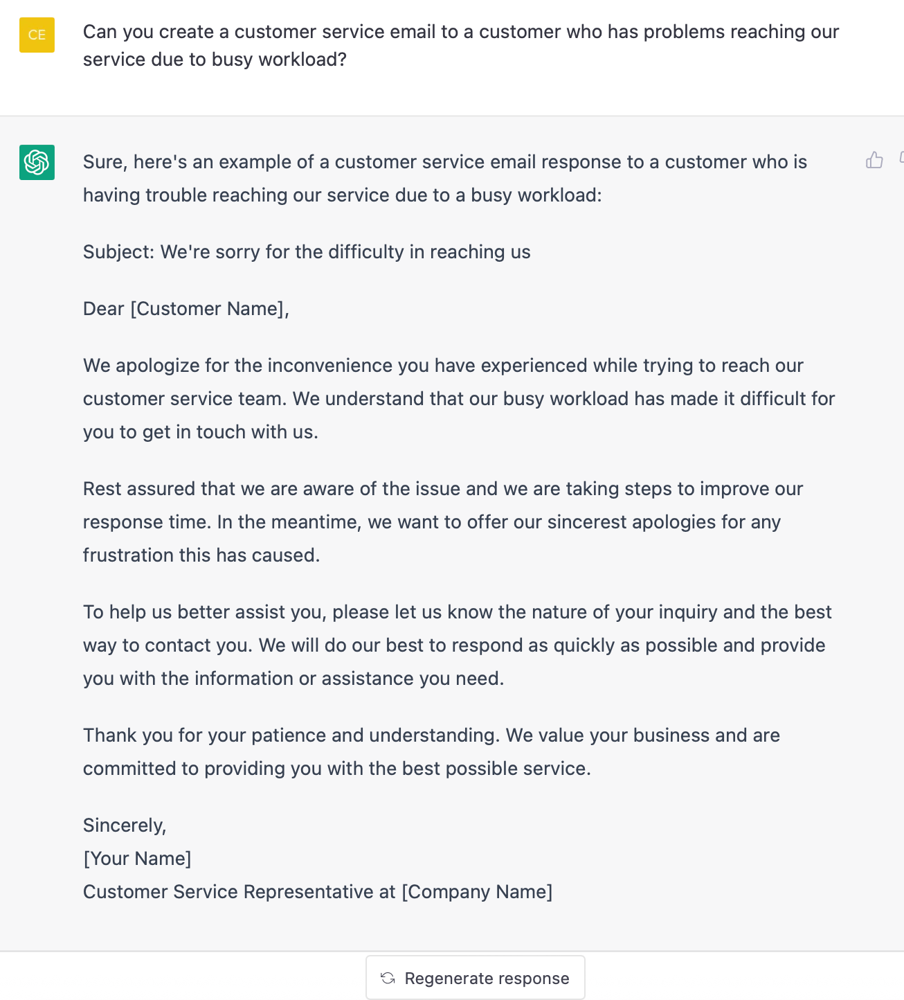 CE
Can you create a customer service email to a customer who has problems reaching our
service due to busy workload?
Sure, here's an example of a customer service email response to a customer who is
having trouble reaching our service due to a busy workload:
Subject: We're sorry for the difficulty in reaching us
Dear [Customer Name],
We apologize for the inconvenience you have experienced while trying to reach our
customer service team. We understand that our busy workload has made it difficult for
you to get in touch with us.
Rest assured that we are aware of the issue and we are taking steps to improve our
response time. In the meantime, we want to offer our sincerest apologies for any
frustration this has caused.
To help us better assist you, please let us know the nature of your inquiry and the best
way to contact you. We will do our best to respond as quickly as possible and provide
you with the information or assistance you need.
Thank you for your patience and understanding. We value your business and are
committed to providing you with the best possible service.
Sincerely,
[Your Name]
Customer Service Representative at [Company Name]
Regenerate response